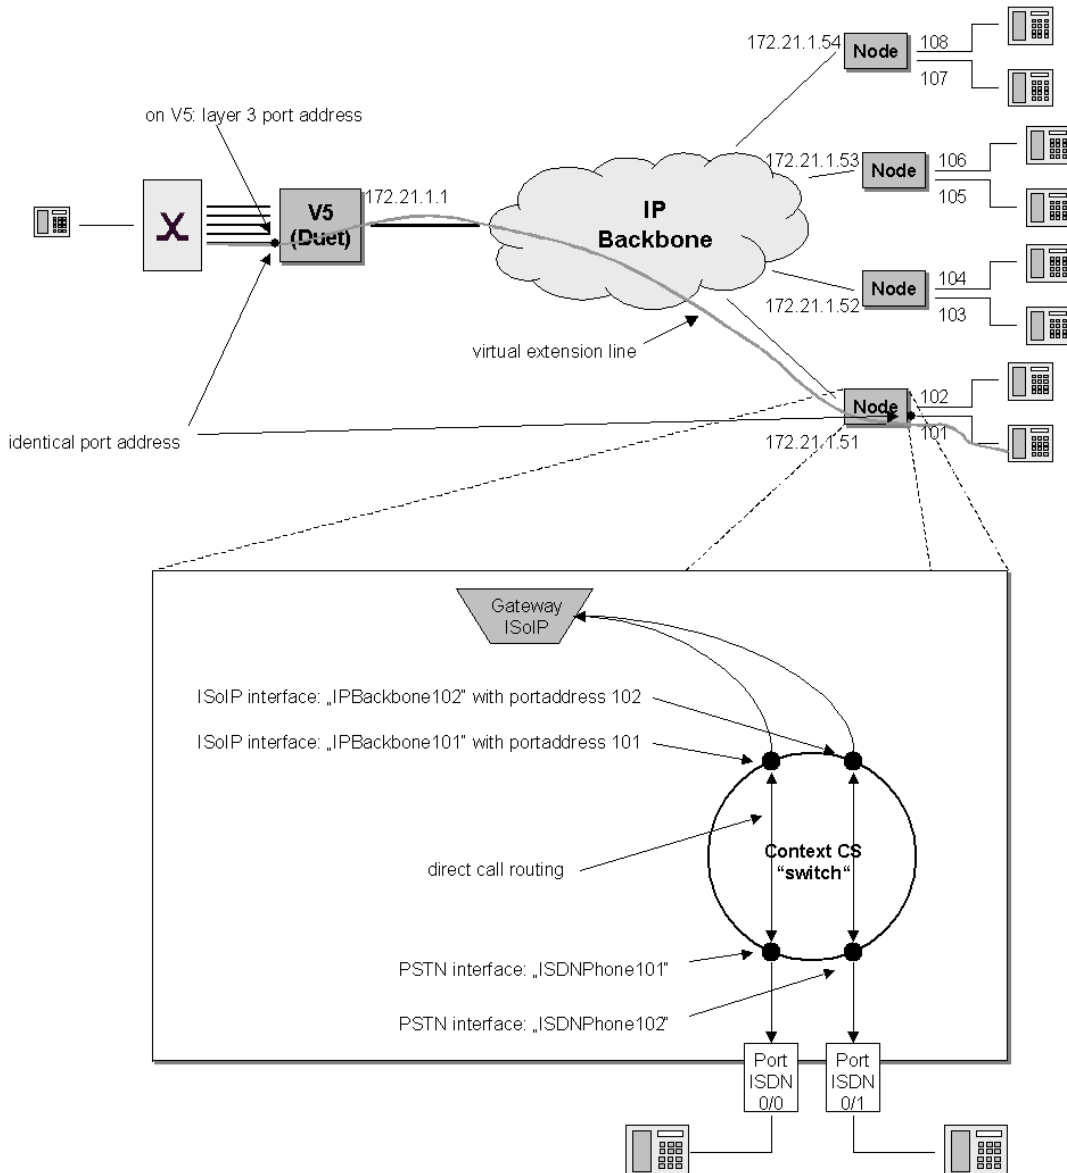 172.21.1.54
Node
108
107
on V5: layer 3 port address
172.21.1.53
Node
106
105
172.21.1.1
V5
(Duet)
IP
Backbone
172.21.1.52
Node
104
103
virtual extension line
Node
102
101
172.21.1.51
identical port address
Gateway
ISoIP
ISoIP interface: „IPBackbone102“ with portaddress 102
ISoIP interface: „IPBackbone101“ with portaddress 101
direct call routing
Context CS
“switch“
PSTN interface: „ISDNPhone101“
PSTN interface: „ISDNPhone102“
Port
ISDN
0/0
Port
ISDN
0/1